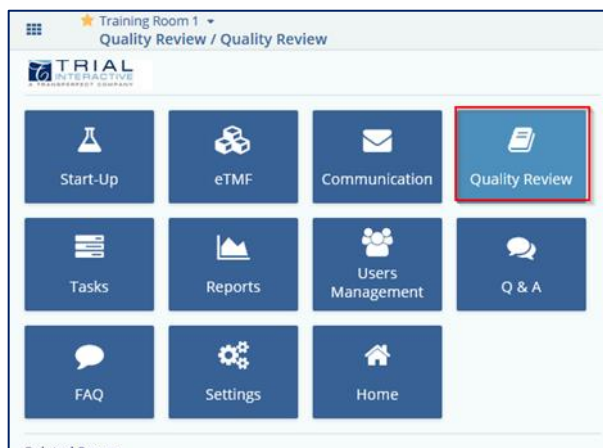 Training Room 1
Quality Review / Quality Review
TRIAL
INTERACTIVE
A TRANSPERFECT COMPANY
Start-Up
eTMF
Communication
Quality Review
Tasks
Reports
Users
Management
Q & A
FAQ
Settings
Home